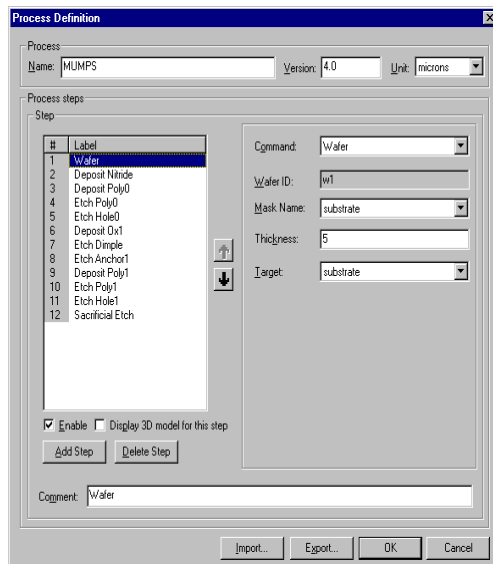 Process Definition
Process
Name: MUMPS Version: 4.0 Unit: microns
Process steps
Step
# Label
1 Wafer
2 Deposit Nitride
3 Deposit Poly0
4 Etch Poly0
5 Etch Hole0
6 Deposit Ox1
7 Etch Dimple
8 Etch Anchor1
9 Deposit Poly1
10 Etch Poly1
11 Etch Hole1
12 Sacrificial Etch
Enable Display 3D model for this step
Add Step Delete Step
Command: Wafer
Wafer ID: w1
Mask Name: substrate
Thickness: 5
Target: substrate
Comment: Wafer
Import... Export... OK Cancel